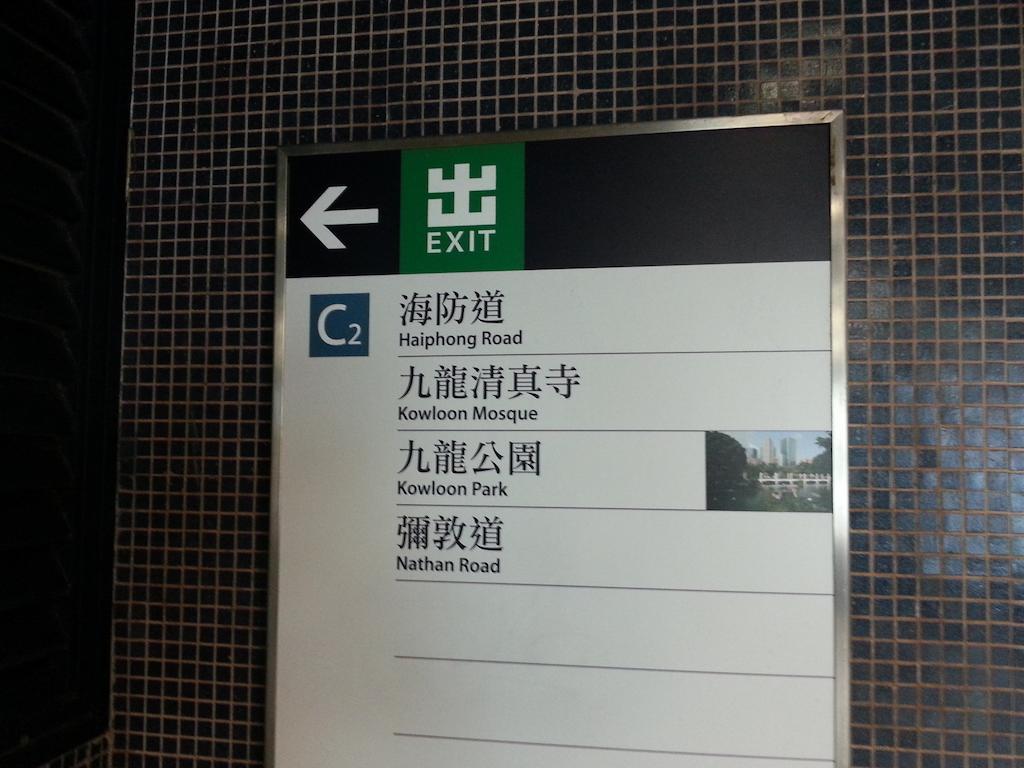 出
EXIT
C2
海防道
Haiphong Road
九龍清真寺
Kowloon Mosque
九龍公園
Kowloon Park
彌敦道
Nathan Road